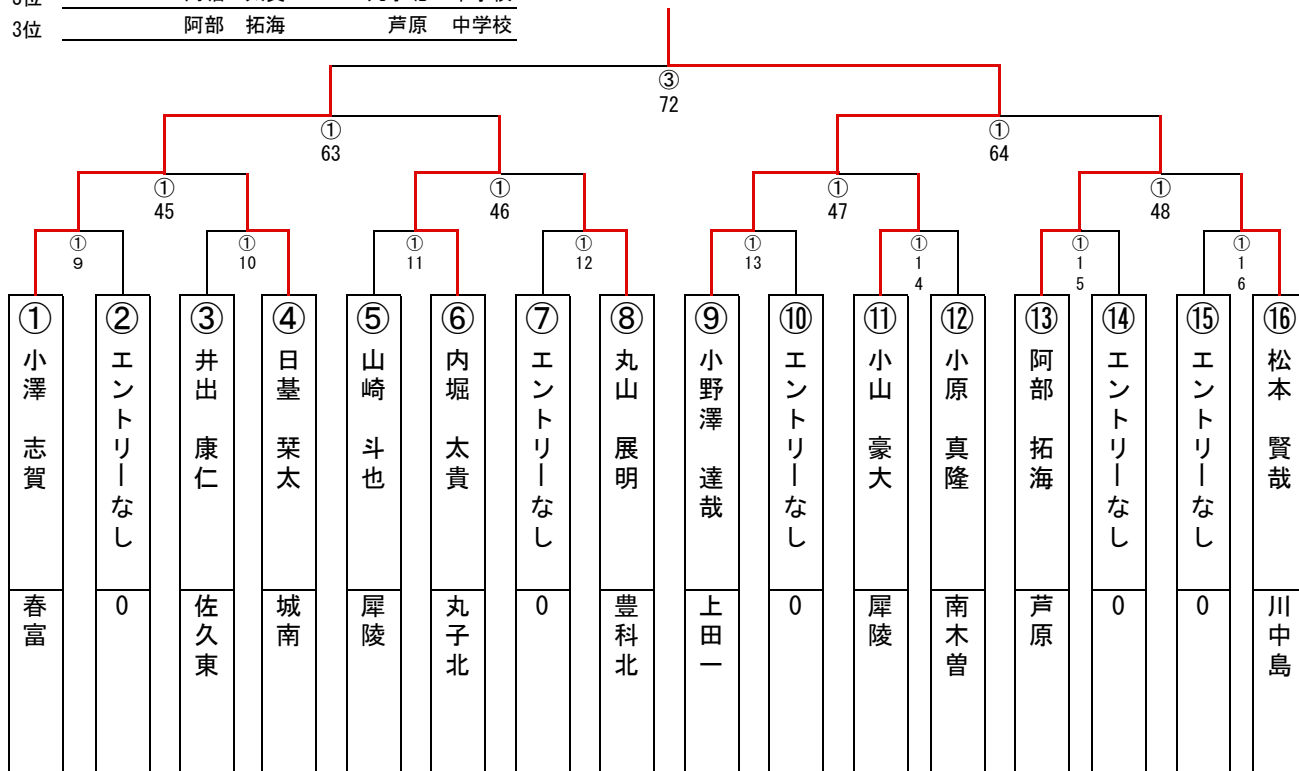 3位 阿部 拓海 芦原 中学校
③
72
①
63
①
64
①
45
①
46
①
47
①
48
①
9
①
10
①
11
①
12
①
13
①
14
①
15
①
16
① 小澤 志賀 春富
② エントリーなし 0
③ 井出 康仁 佐久東
④ 日基 栞太 城南
⑤ 山崎 斗也 犀陵
⑥ 内堀 太貴 丸子北
⑦ エントリーなし 0
⑧ 丸山 展明 豊科北
⑨ 小野澤 達哉 上田一
⑩ エントリーなし 0
⑪ 小山 豪大 犀陵
⑫ 小原 真隆 南木曽
⑬ 阿部 拓海 芦原
⑭ エントリーなし 0
⑮ エントリーなし 0
⑯ 松本 賢哉 川中島